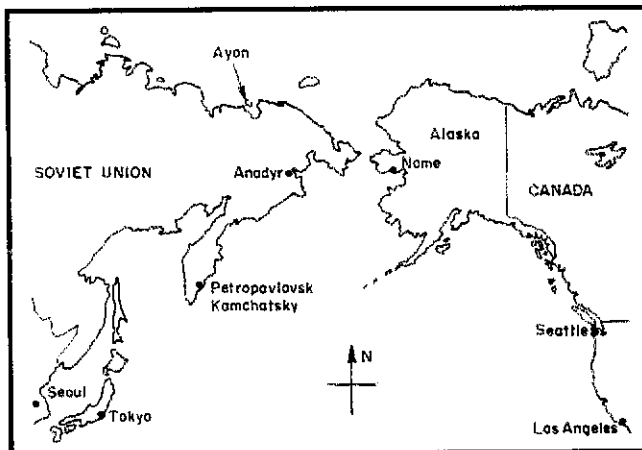 Ayon
Alaska
SOVIET UNION
Anadyr
Nome
CANADA
Petropavlovsk
Kamchatsky
Seattle
N
Seoul
Tokyo
Los Angeles